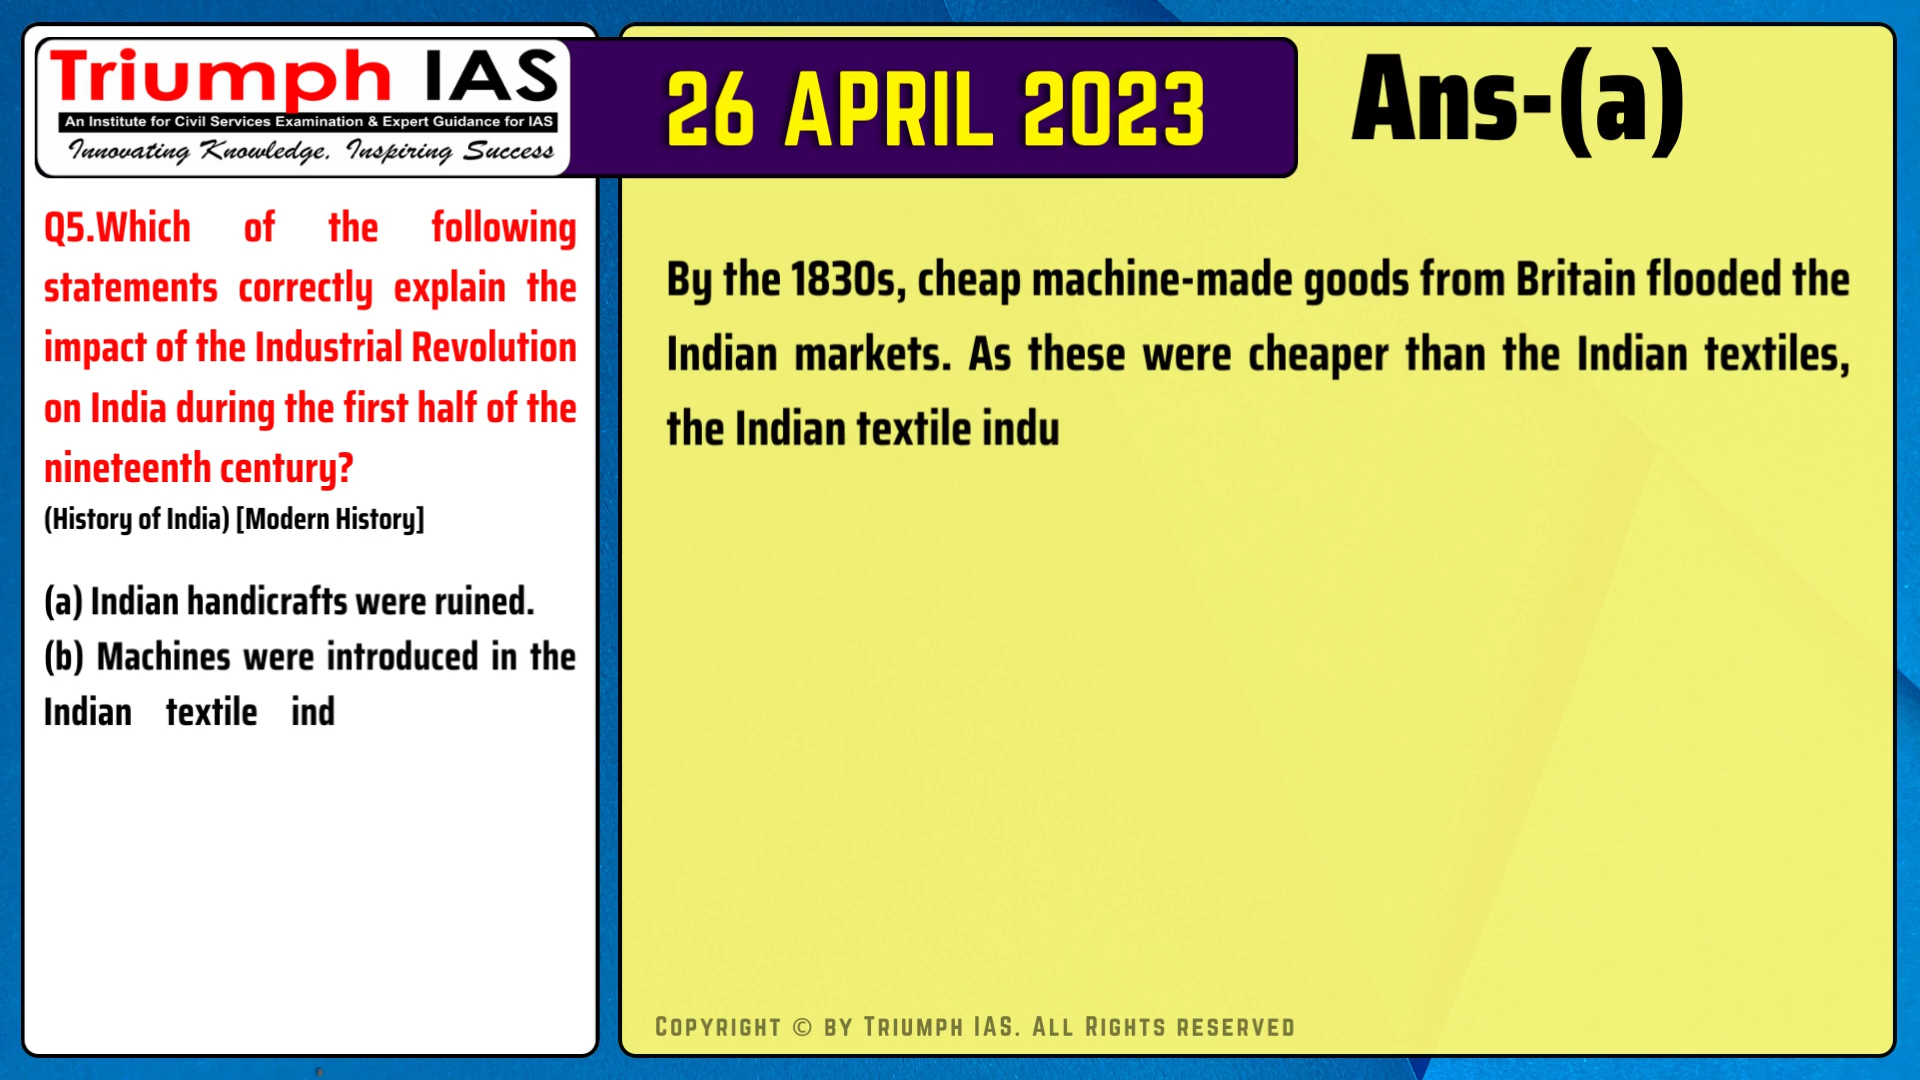 Triumph IAS
An Institute for Civil Services Examination & Expert Guidance for IAS
Innovating Knowledge, Inspiring Success
26 APRIL 2023
Ans-(a)
Q5.Which of the following
statements correctly explain the
impact of the Industrial Revolution
on India during the first half of the
nineteenth century?
(History of India) [Modern History]
(a) Indian handicrafts were ruined.
(b) Machines were introduced in the
Indian textile ind
By the 1830s, cheap machine-made goods from Britain flooded the
Indian markets. As these were cheaper than the Indian textiles,
the Indian textile indu
Copyright © by Triumph IAS. All Rights reserved